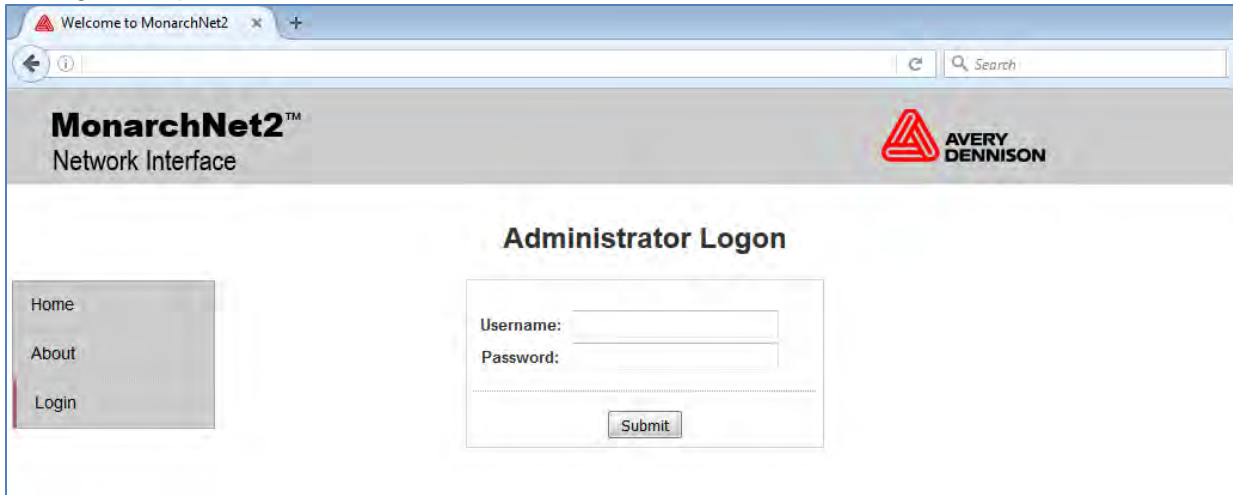 Welcome to MonarchNet2
Search
MonarchNet2™
Network Interface
AVERY
DENNISON
Administrator Logon
Home
About
Login
Username:
Password:
Submit